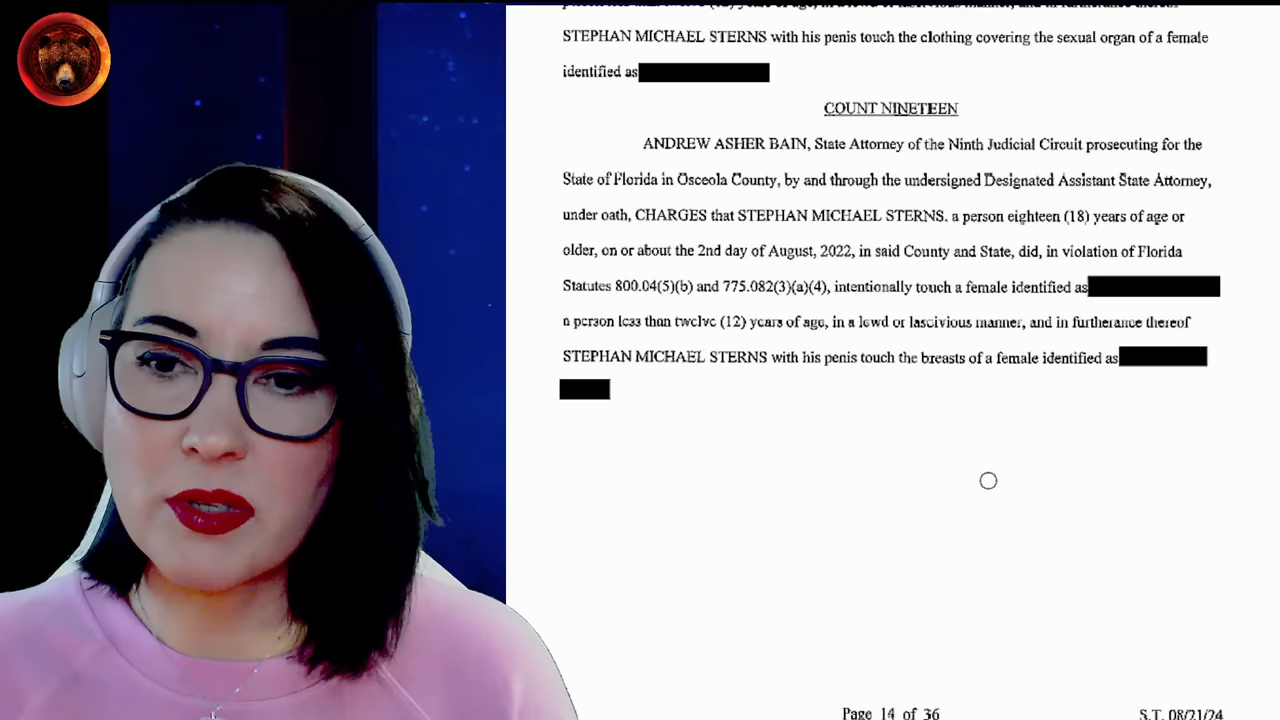 STEPHAN MICHAEL STERNS with his penis touch the clothing covering the sexual organ of a female
identified as
COUNT NINETEEN
ANDREW ASHER BAIN, State Attorney of the Ninth Judicial Circuit prosecuting for the
State of Florida in Osceola County, by and through the undersigned Designated Assistant State Attorney,
under oath, CHARGES that STEPHAN MICHAEL STERNS, a person eighteen (18) years of age or
older, on or about the 2nd day of August, 2022, in said County and State, did, in violation of Florida
Statutes 800.04(5)(b) and 775.082(3)(a)(4), intentionally touch a female identified as
a person less than twelve (12) years of age, in a lewd or lascivious manner, and in furtherance thereof
STEPHAN MICHAEL STERNS with his penis touch the breasts of a female identified as
Page 14 of 36
S.T. 08/21/24